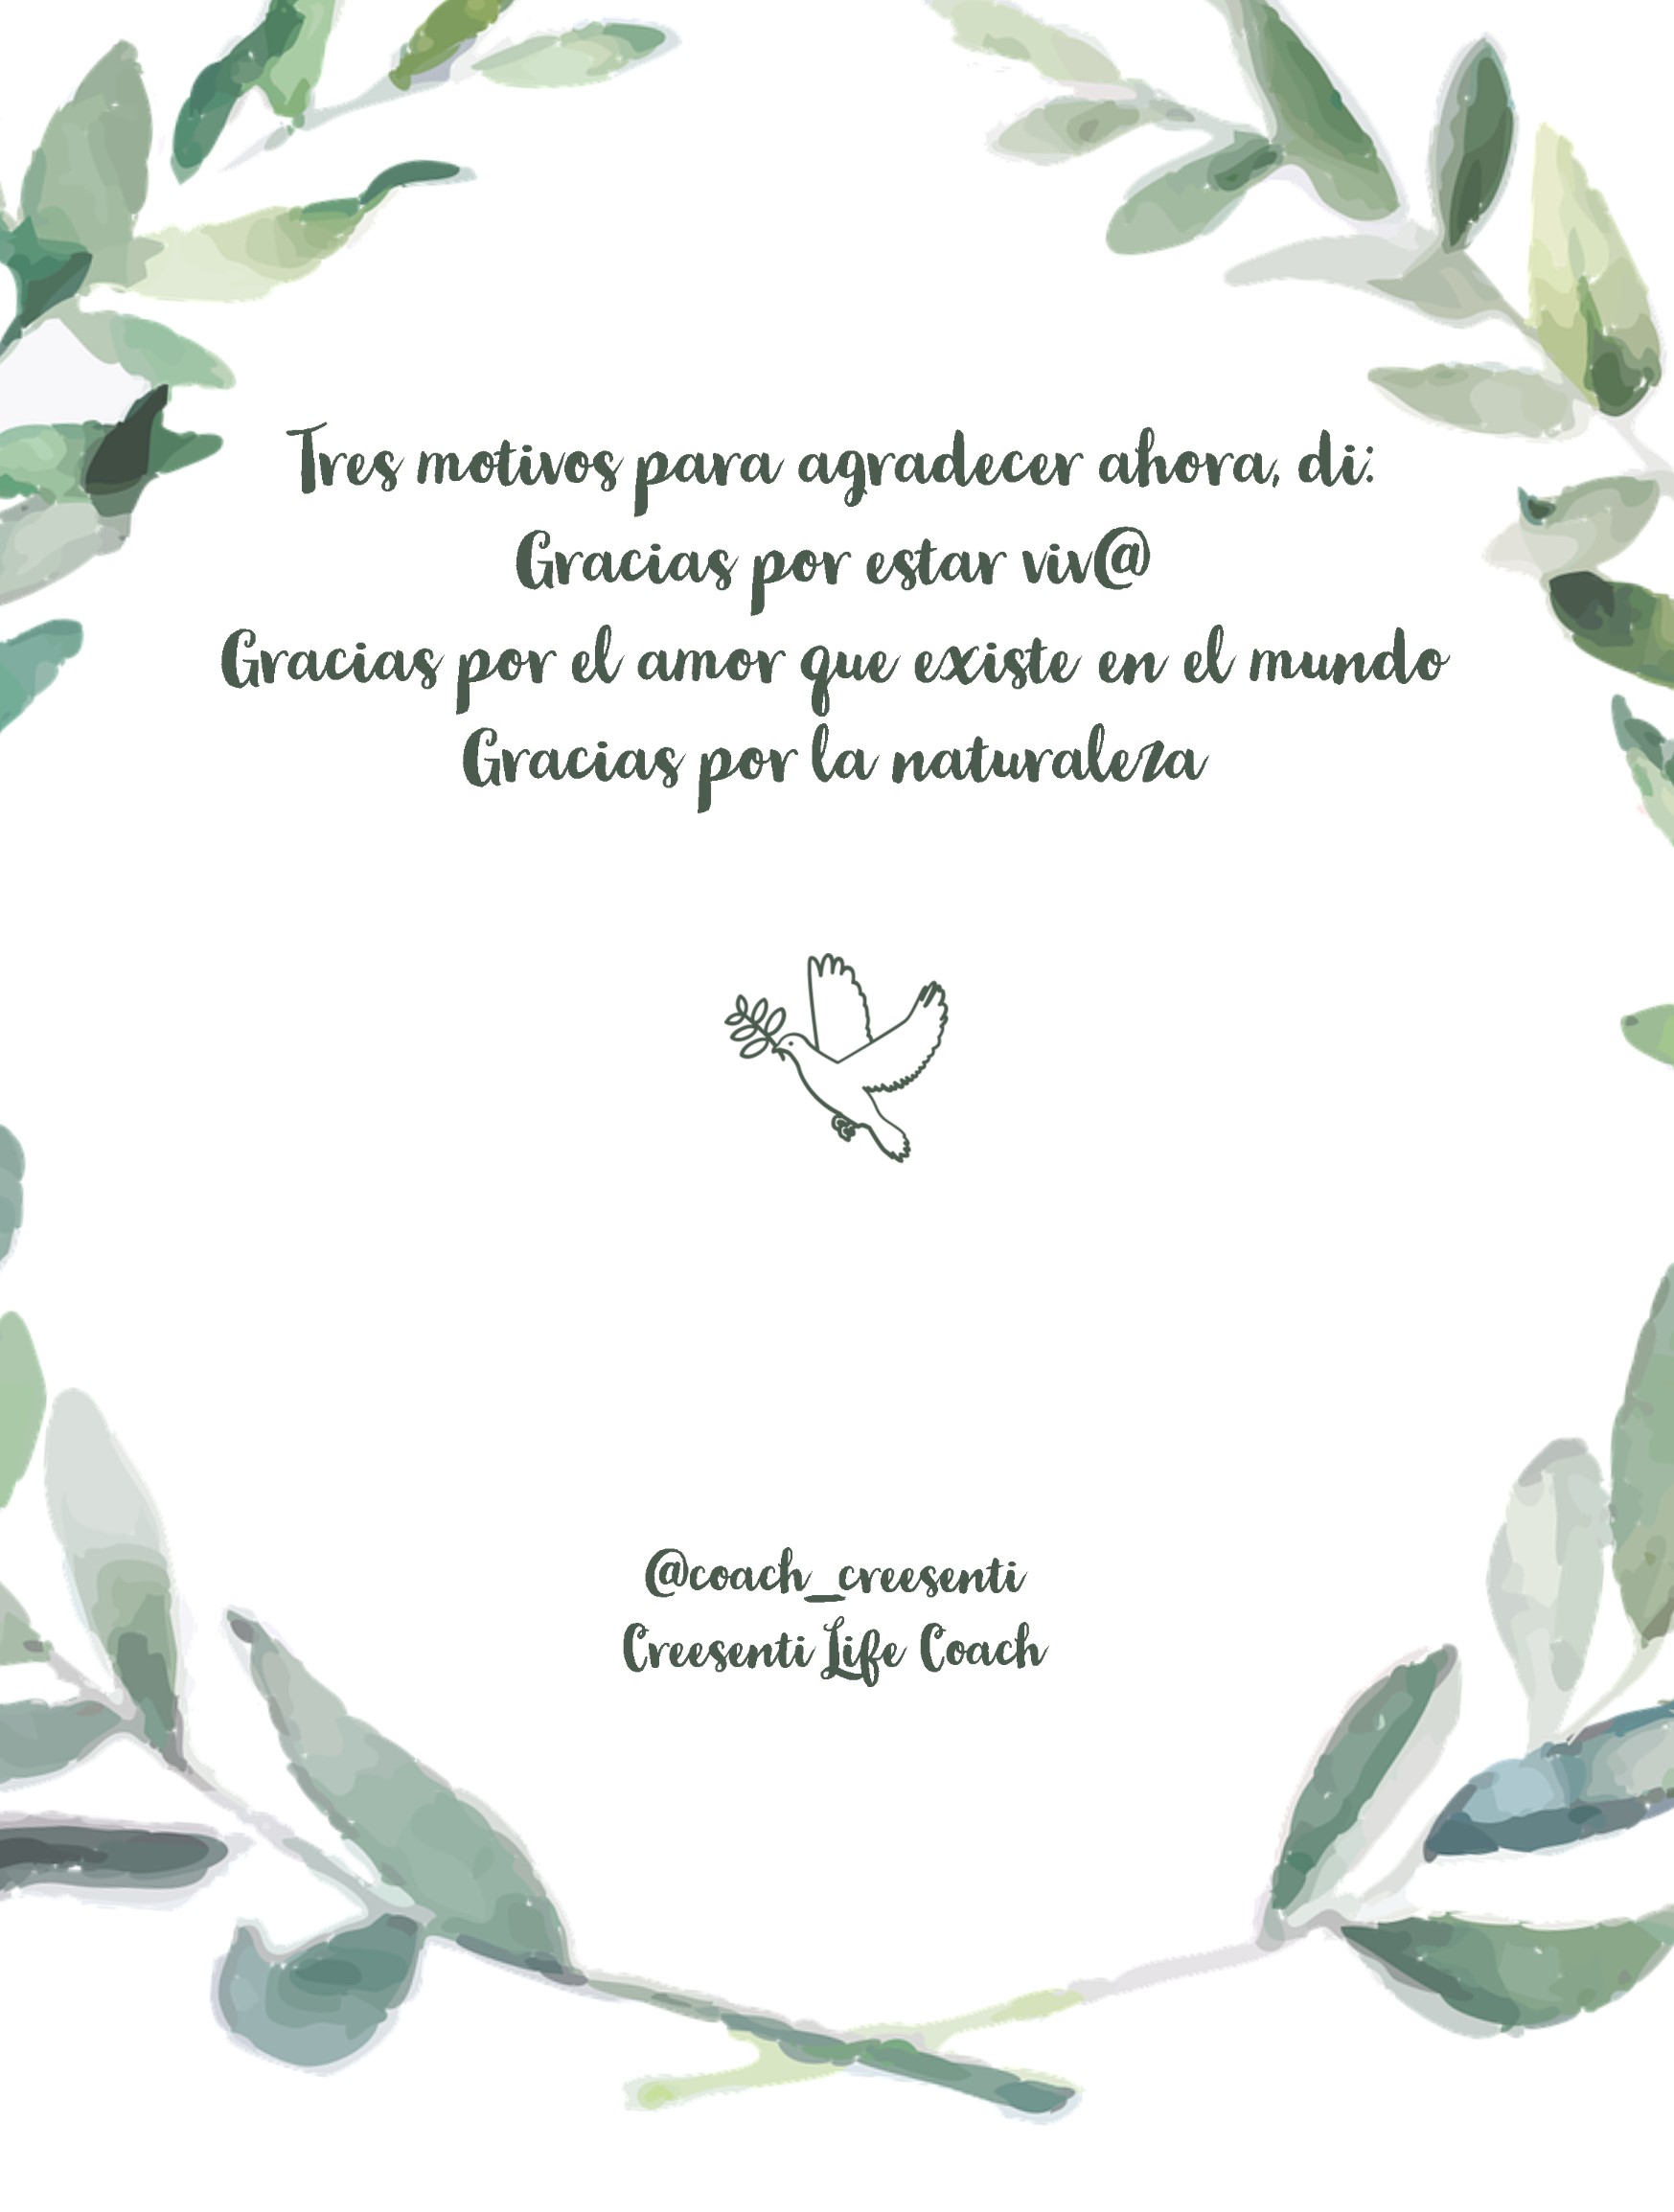 Tres motivos para agradecer ahora, di:
Gracias por estar viv@
Gracias por el amor que existe en el mundo
Gracias por la naturaleza
@coach_creesenti
Creesenti Life Coach